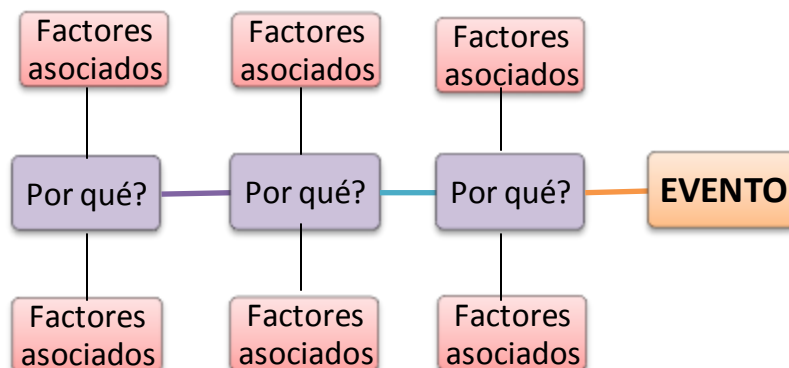 Factores
asociados
Factores
asociados
Factores
asociados
Por qué?
Por qué?
Por qué?
EVENTO
Factores
asociados
Factores
asociados
Factores
asociados